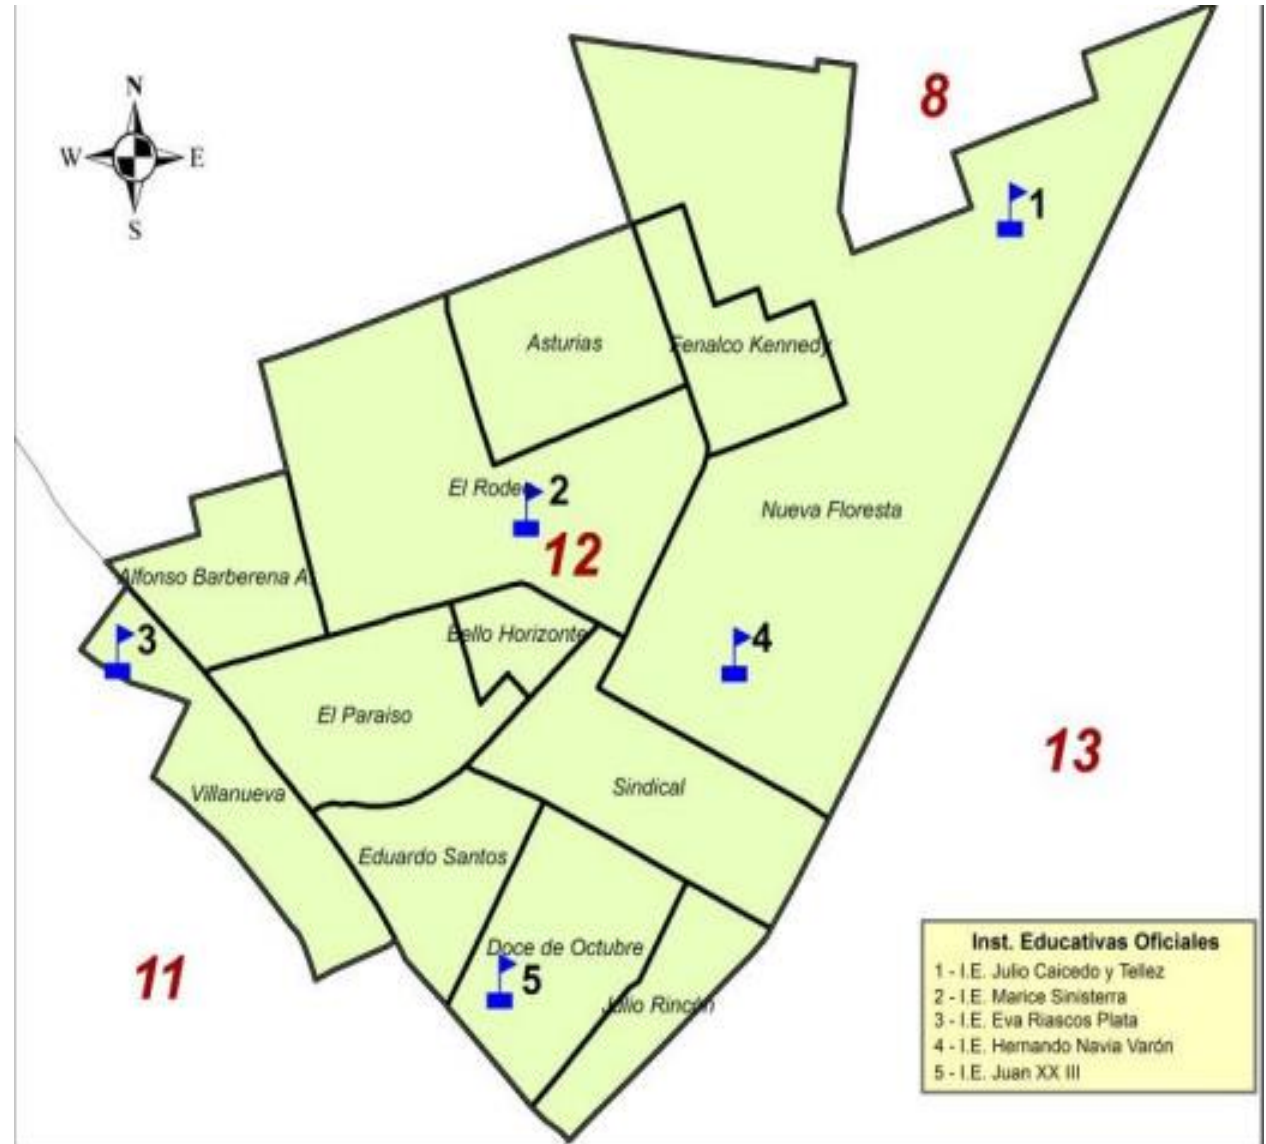 8
N
W E
S
1
Asturias
Fenalco Kennedy
El Rodeo
2
Nueva Floresta
12
Alfonso Barberena A.
3
Bello Horizonte
4
El Paraiso
13
Villanueva
Sindical
Eduardo Santos
Doce de Octubre
11
5
Julio Rincón
Inst. Educativas Oficiales
1 - I.E. Julio Caicedo y Tellez
2 - I.E. Marice Sinisterra
3 - I.E. Eva Riascos Plata
4 - I.E. Hernando Navia Varón
5 - I.E. Juan XX III